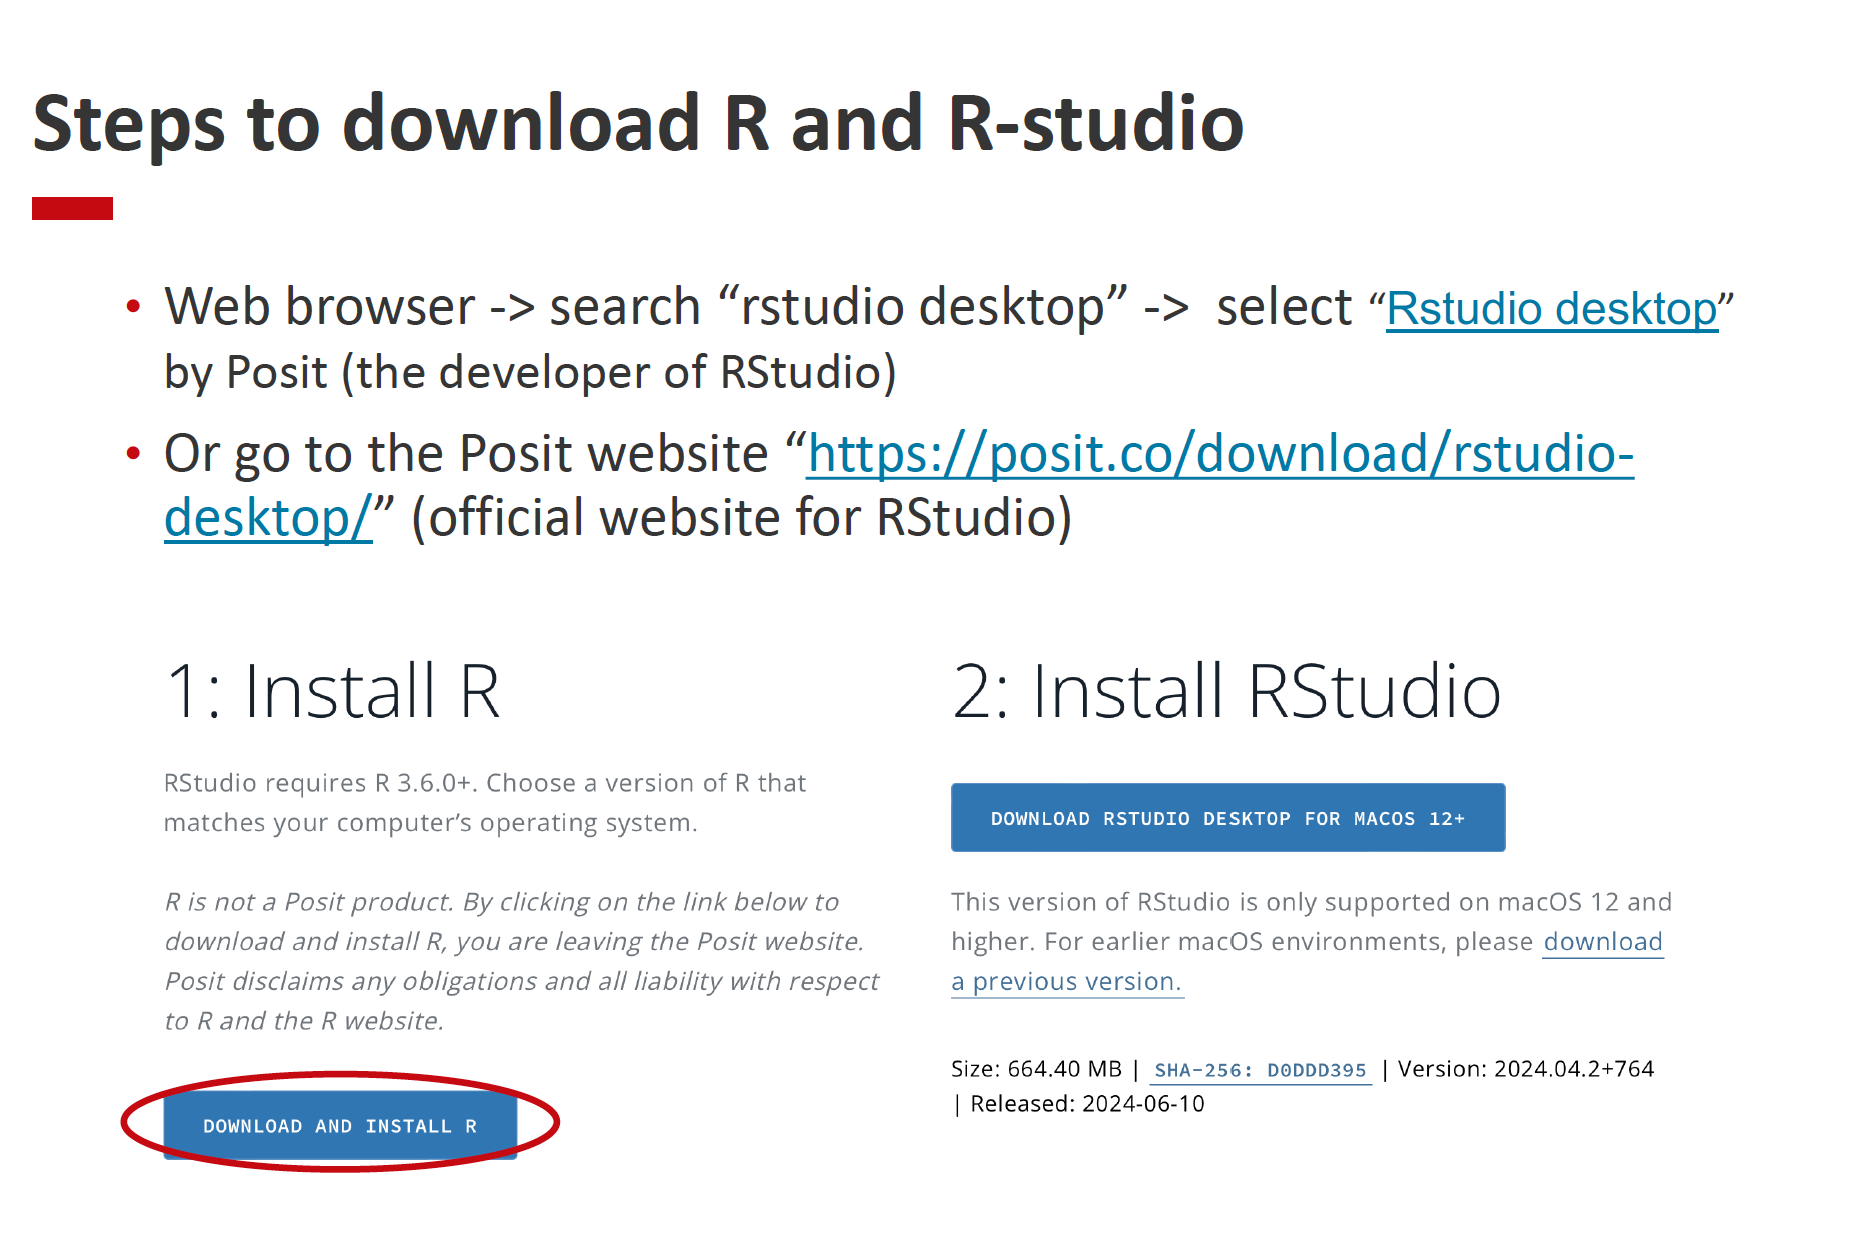 Steps to download R and R-studio
• Web browser -> search “rstudio desktop” -> select “Rstudio desktop”
by Posit (the developer of RStudio)
• Or go to the Posit website “https://posit.co/download/rstudio-
desktop/” (official website for RStudio)
1: Install R
RStudio requires R 3.6.0+. Choose a version of R that
matches your computer’s operating system.
R is not a Posit product. By clicking on the link below to
download and install R, you are leaving the Posit website.
Posit disclaims any obligations and all liability with respect
to R and the R website.
DOWNLOAD AND INSTALL R
2: Install RStudio
DOWNLOAD RSTUDIO DESKTOP FOR MACOS 12+
This version of RStudio is only supported on macOS 12 and
higher. For earlier macOS environments, please download
a previous version.
Size: 664.40 MB | SHA-256: D0DDD395 | Version: 2024.04.2+764
| Released: 2024-06-10